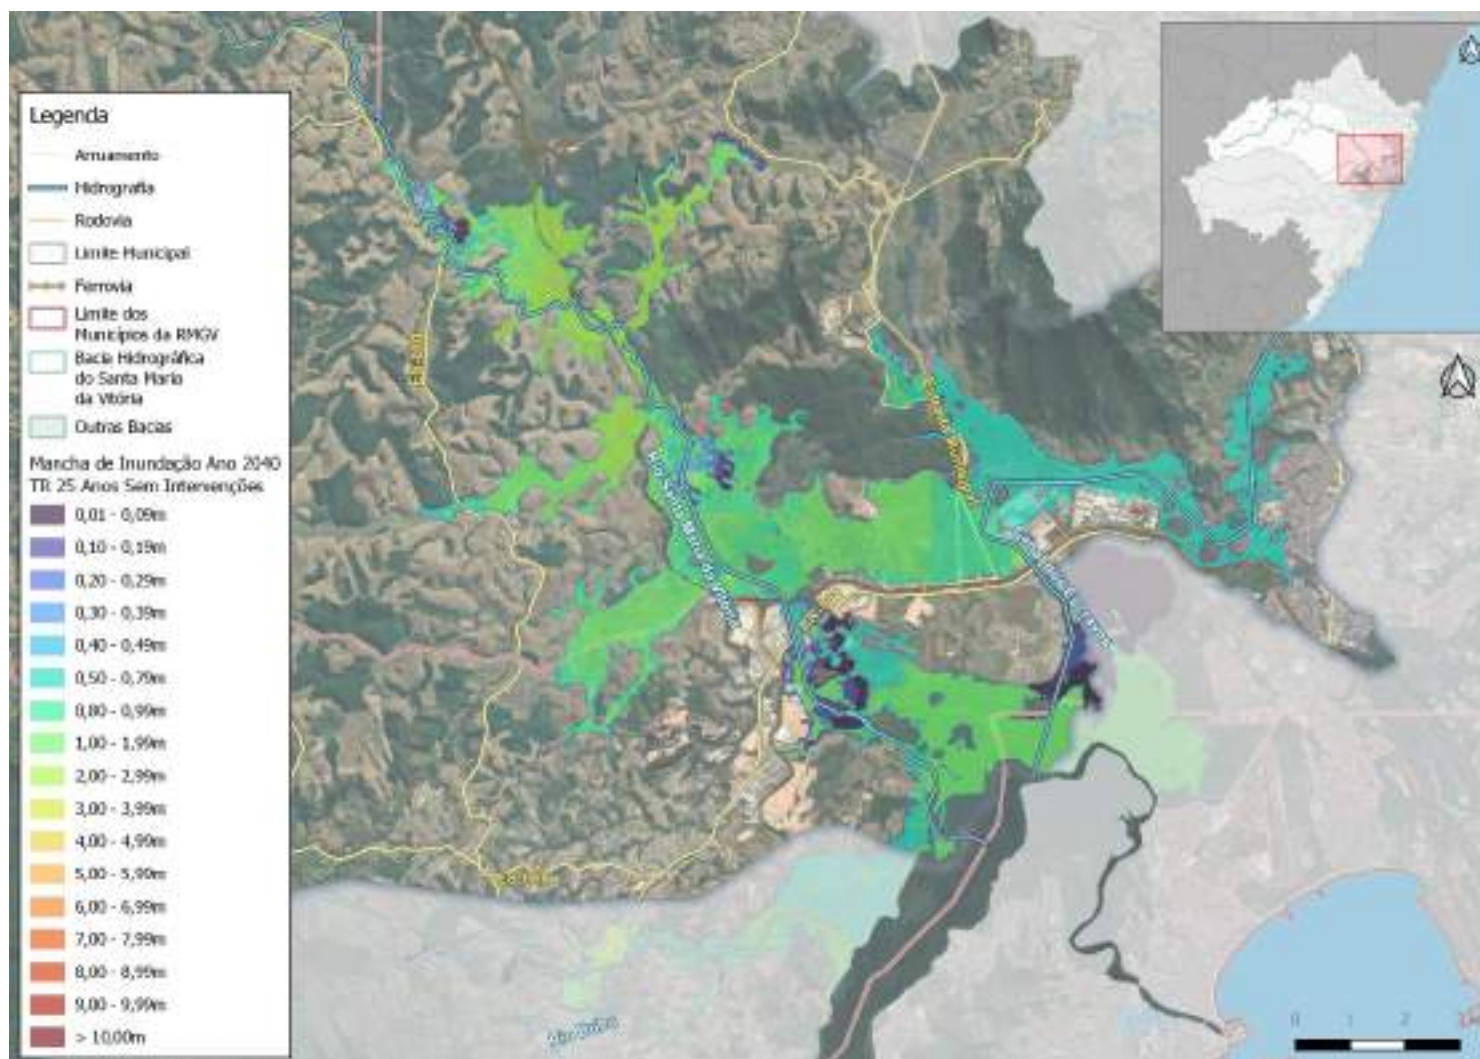 Legenda
Arruamento
Hidrografia
Rodovia
Limite Municipal
Ferrovia
Limite dos
Municípios da RMGV
Bacia Hidrográfica
do Santa Maria
da Vitória
Outras Bacias
Mancha de Inundação Ano 2040
TR 25 Anos Sem Intervenções
0,01 - 0,09m
0,10 - 0,19m
0,20 - 0,29m
0,30 - 0,39m
0,40 - 0,49m
0,50 - 0,79m
0,80 - 0,99m
1,00 - 1,99m
2,00 - 2,99m
3,00 - 3,99m
4,00 - 4,99m
5,00 - 5,99m
6,00 - 6,99m
7,00 - 7,99m
8,00 - 8,99m
9,00 - 9,99m
> 10,00m
Rio Santa Maria da Vitória
0 1 2